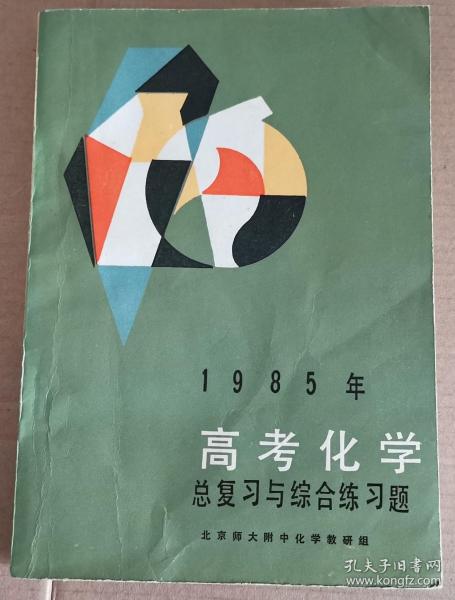 1985年
高考化学
总复习与综合练习题
北京师大附中化学教研组
孔夫子旧书网
www.kongfz.com